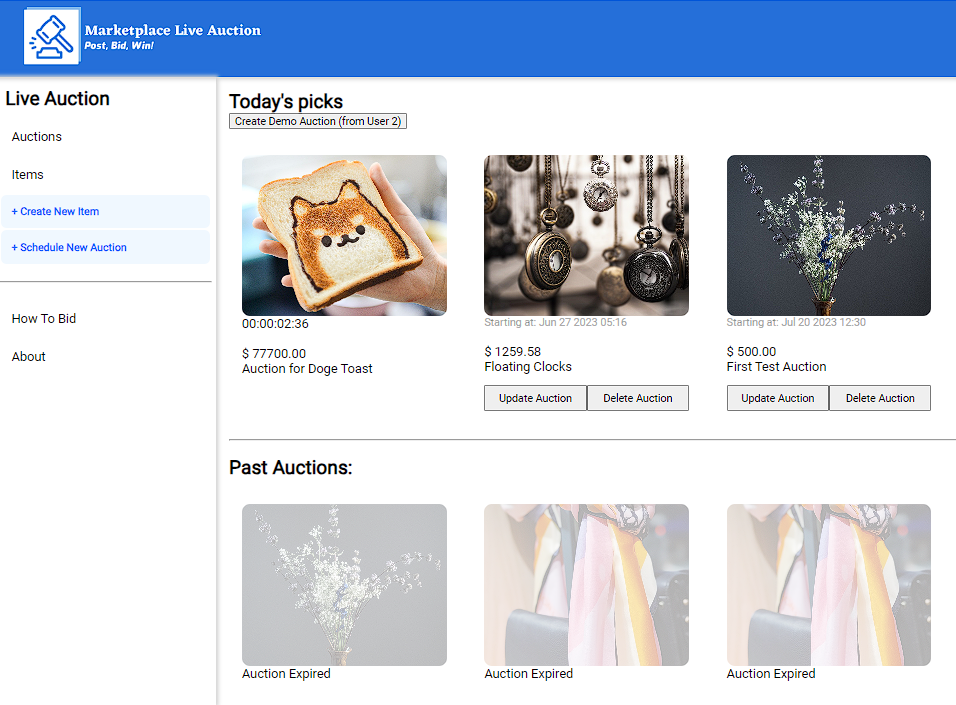 Marketplace Live Auction
Post, Bid, Win!
Live Auction
Auctions
Items
+ Create New Item
+ Schedule New Auction
How To Bid
About
Today's picks
Create Demo Auction (from User 2)
00:00:02:36
$ 77700.00
Auction for Doge Toast
Starting at: Jun 27 2023 05:16
$ 1259.58
Floating Clocks
Update Auction Delete Auction
Starting at: Jul 20 2023 12:30
$ 500.00
First Test Auction
Update Auction Delete Auction
Past Auctions:
Auction Expired
Auction Expired
Auction Expired